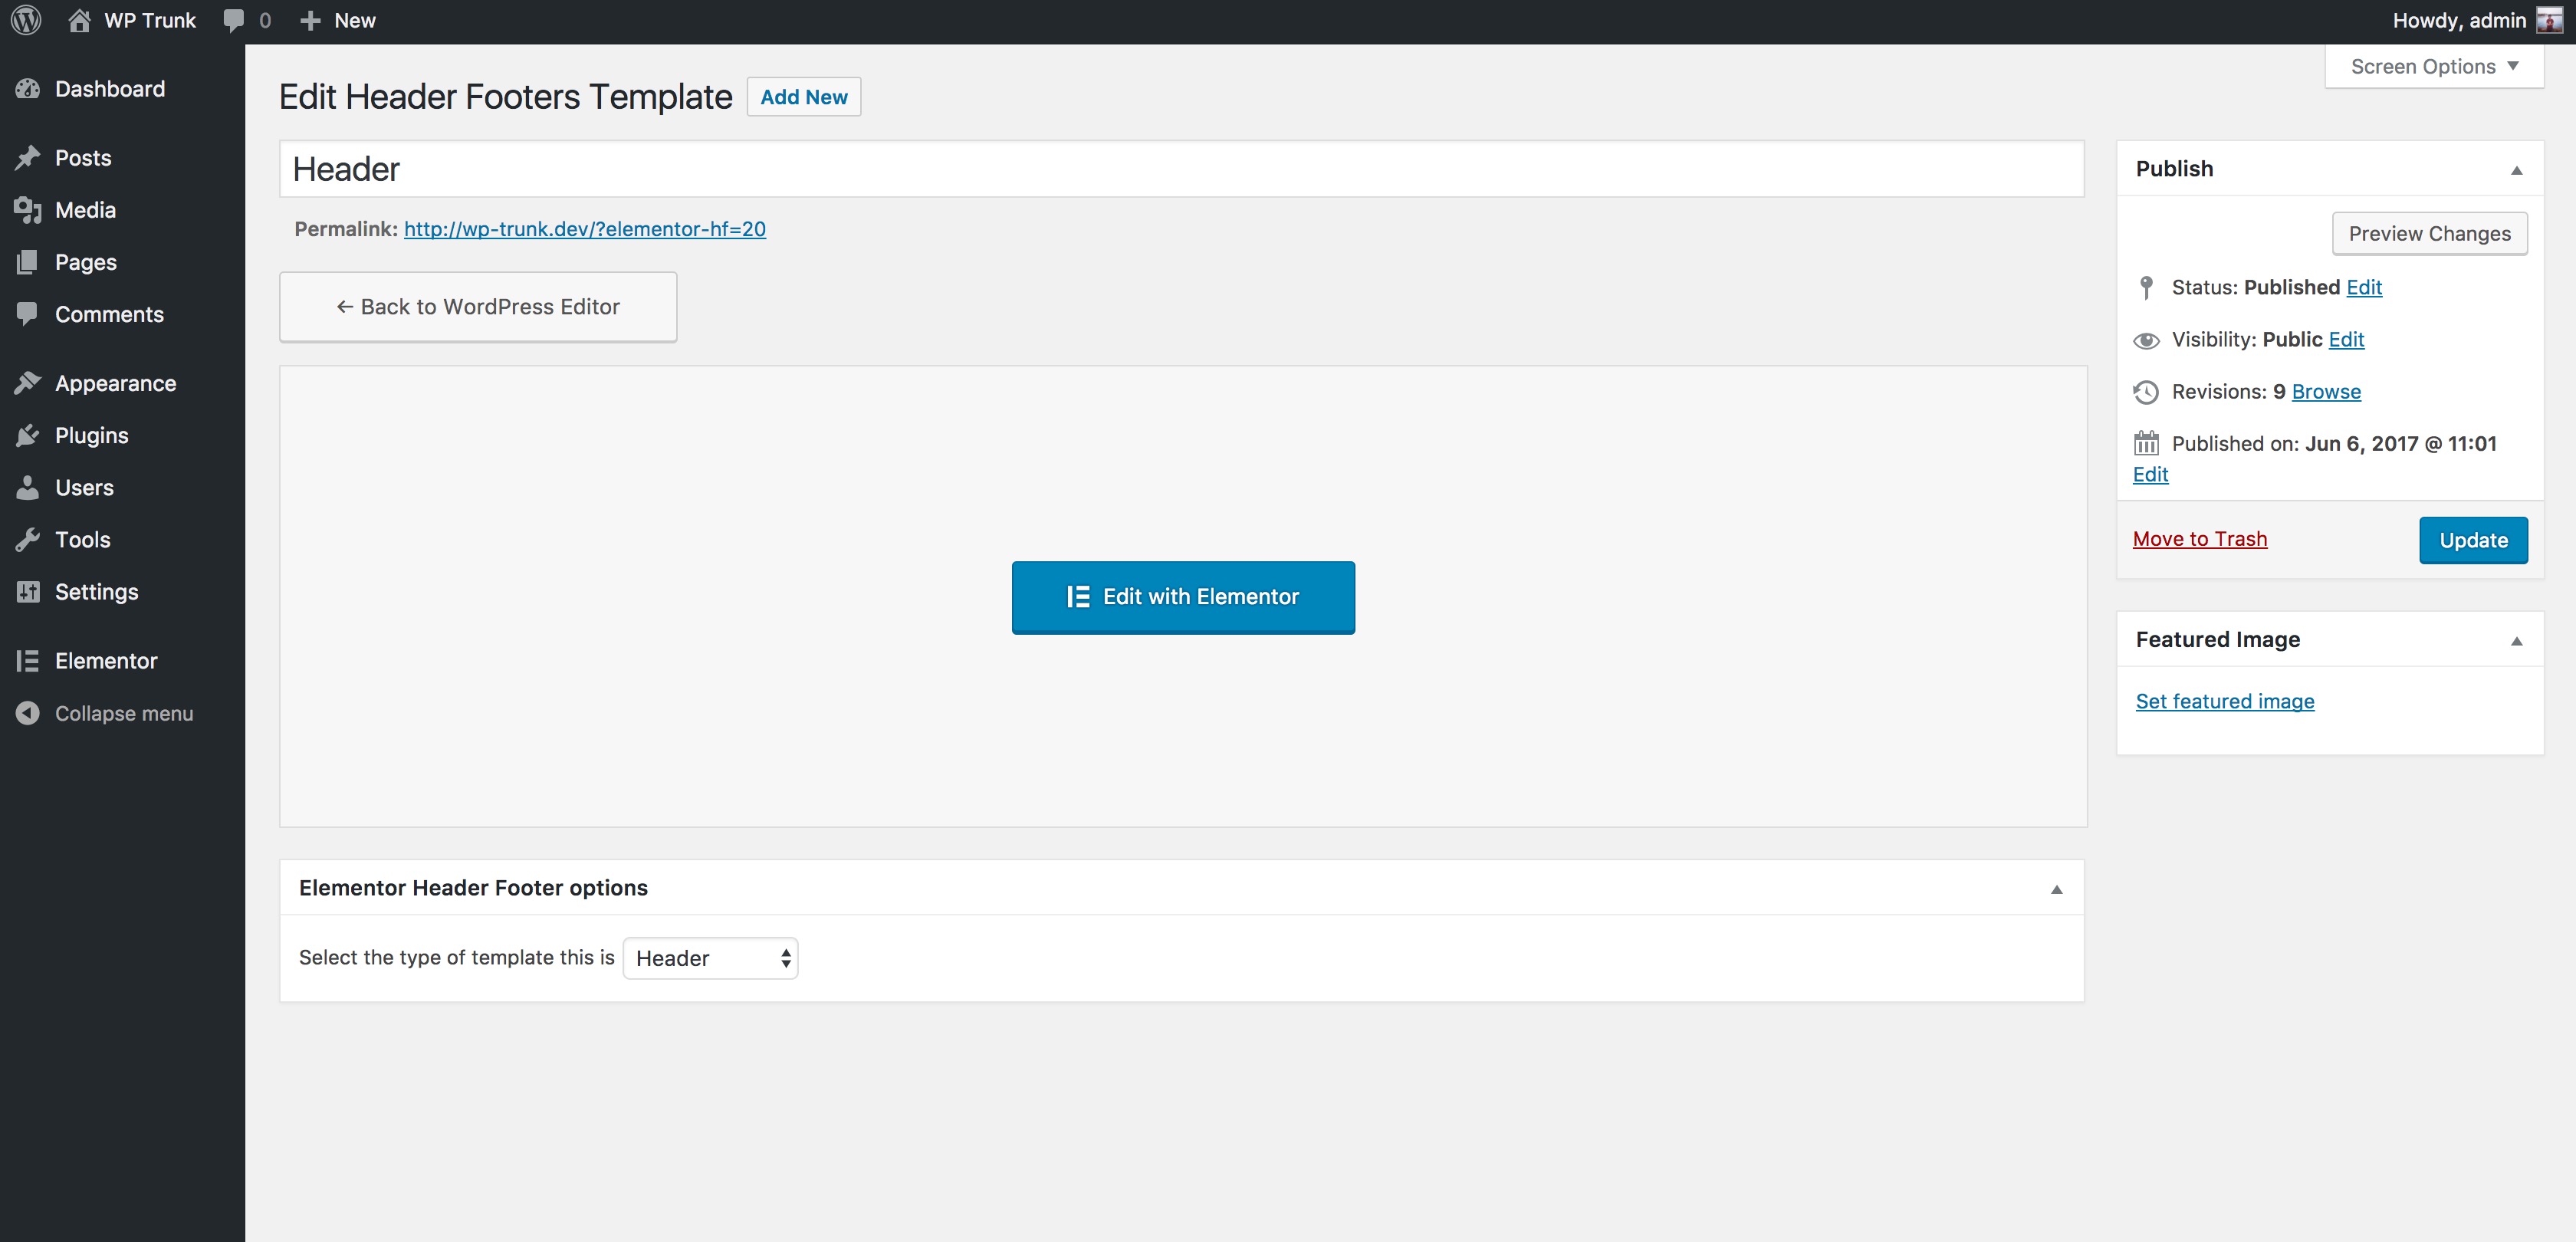 WP Trunk 0 New Howdy, admin
Screen Options
Dashboard
Posts
Media
Pages
Comments
Appearance
Plugins
Users
Tools
Settings
Elementor
Collapse menu
Edit Header Footers Template Add New
Header
Permalink: http://wp-trunk.dev/?elementor-hf=20
← Back to WordPress Editor
Edit with Elementor
Elementor Header Footer options
Select the type of template this is Header
Publish
Preview Changes
Status: Published Edit
Visibility: Public Edit
Revisions: 9 Browse
Published on: Jun 6, 2017 @ 11:01
Edit
Move to Trash Update
Featured Image
Set featured image